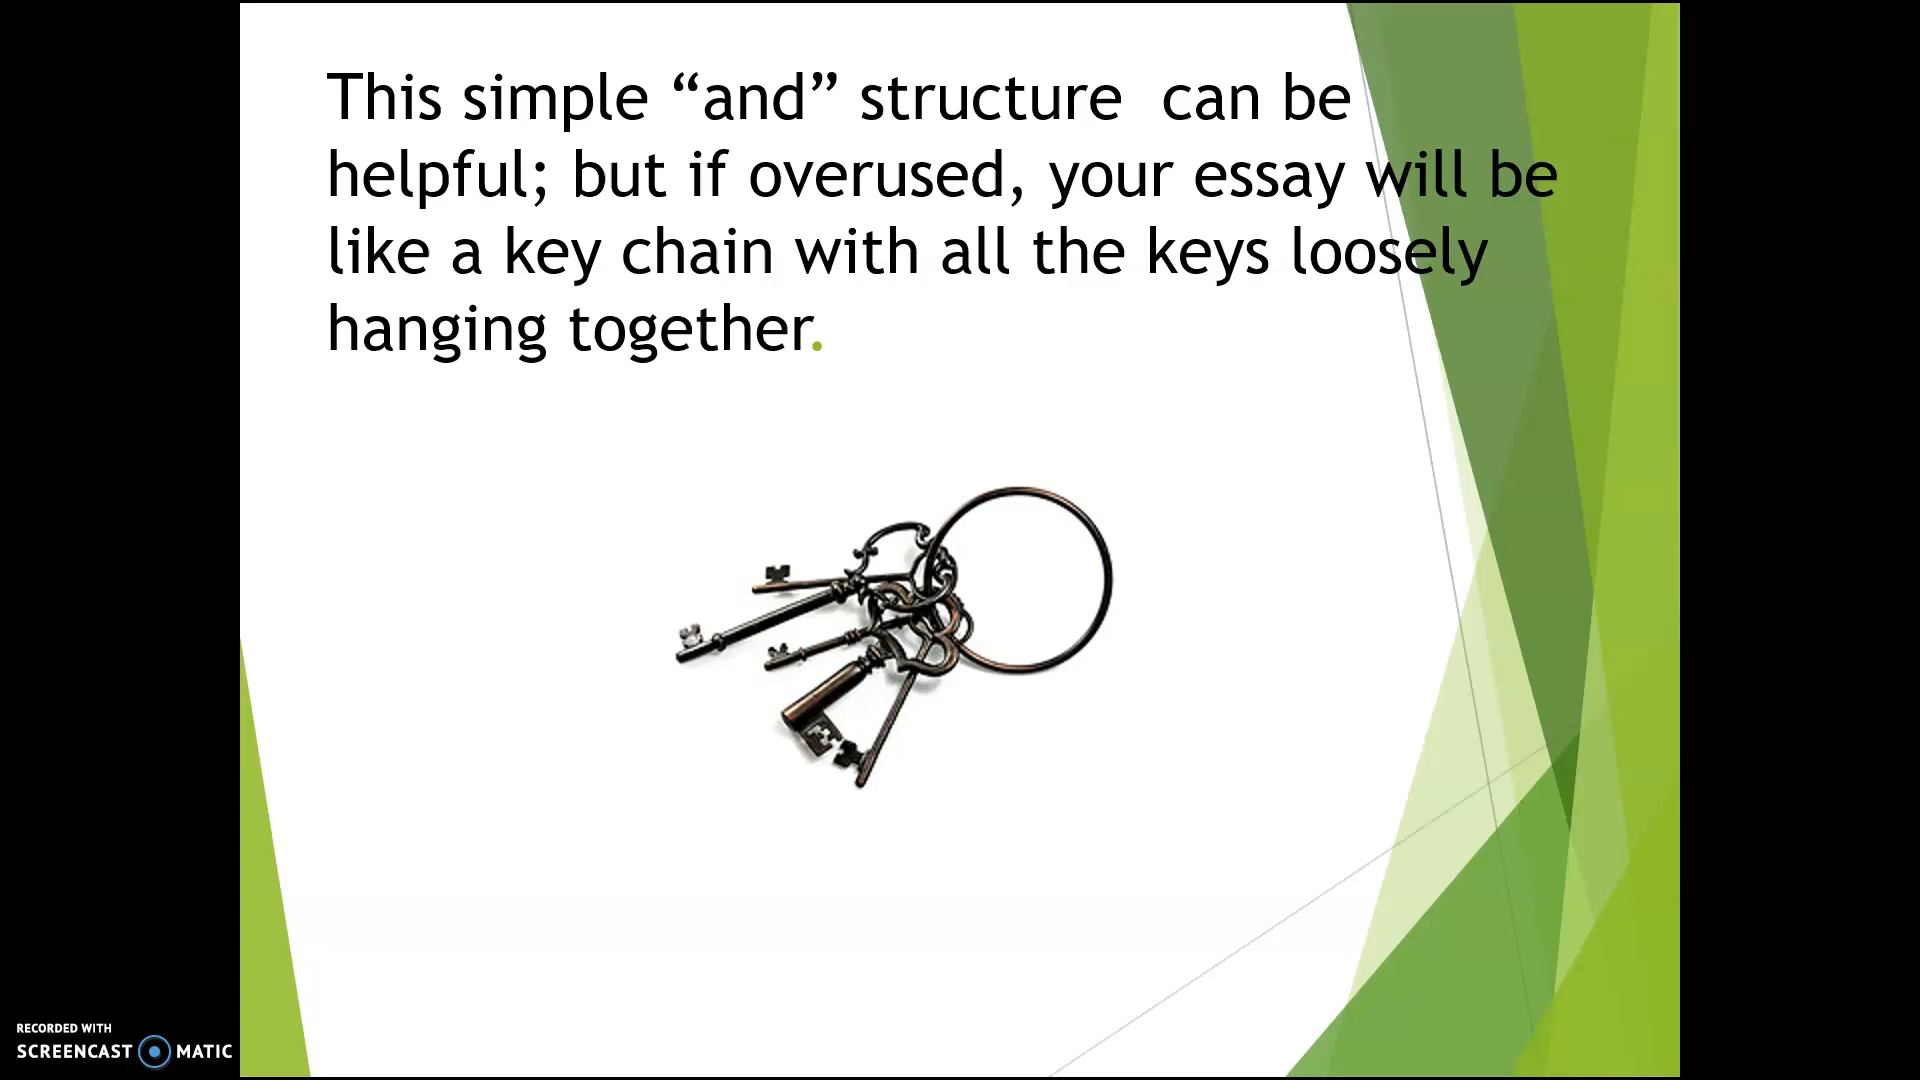 This simple “and” structure  can be
helpful; but if overused, your essay will be
like a key chain with all the keys loosely
hanging together.
RECORDED WITH
SCREENCAST MATIC